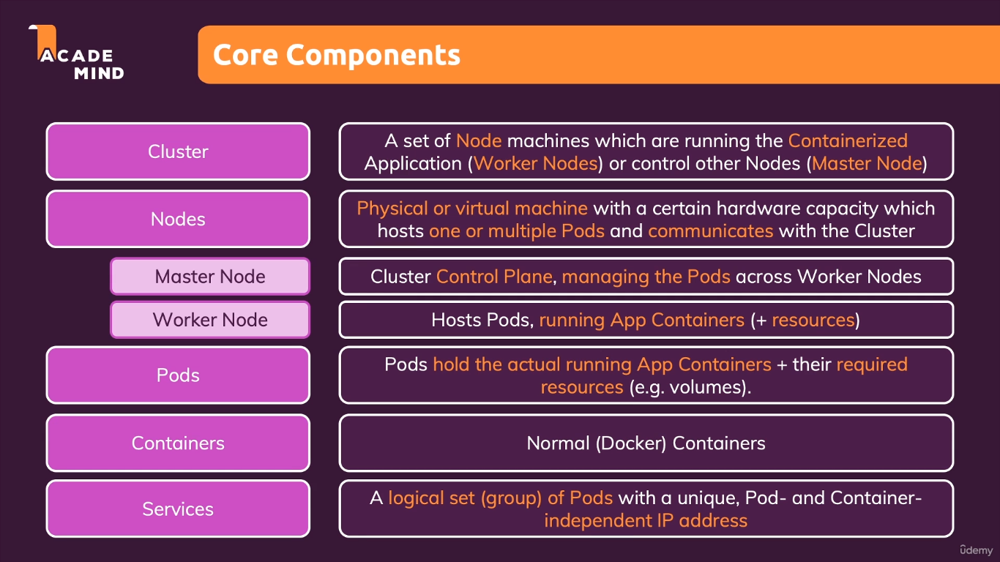 ACADE
MIND
Core Components
Cluster
A set of Node machines which are running the Containerized
Application (Worker Nodes) or control other Nodes (Master Node)
Nodes
Physical or virtual machine with a certain hardware capacity which
hosts one or multiple Pods and communicates with the Cluster
Master Node
Cluster Control Plane, managing the Pods across Worker Nodes
Worker Node
Hosts Pods, running App Containers (+ resources)
Pods
Pods hold the actual running App Containers + their required
resources (e.g. volumes).
Containers
Normal (Docker) Containers
Services
A logical set (group) of Pods with a unique, Pod- and Container-
independent IP address
udemy